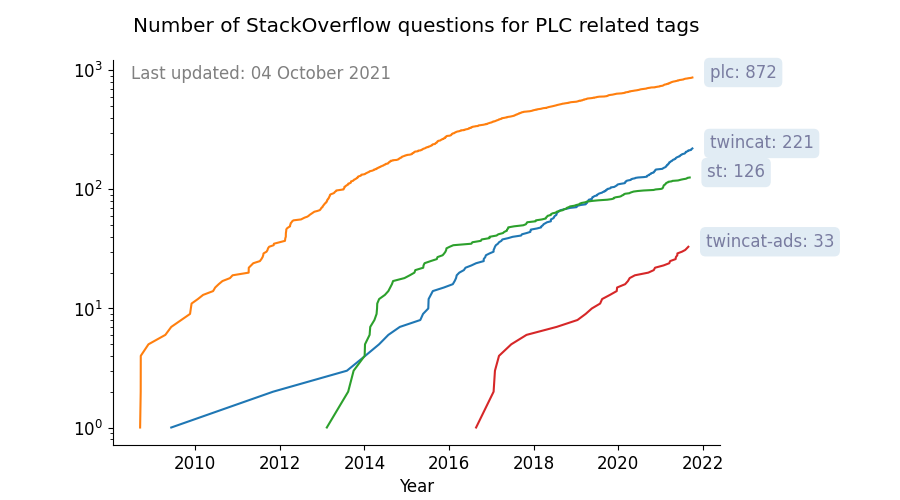 Number of StackOverflow questions for PLC related tags
Last updated: 04 October 2021
10³
10²
10¹
10⁰
plc: 872
twincat: 221
st: 126
twincat-ads: 33
2010 2012 2014 2016 2018 2020 2022
Year